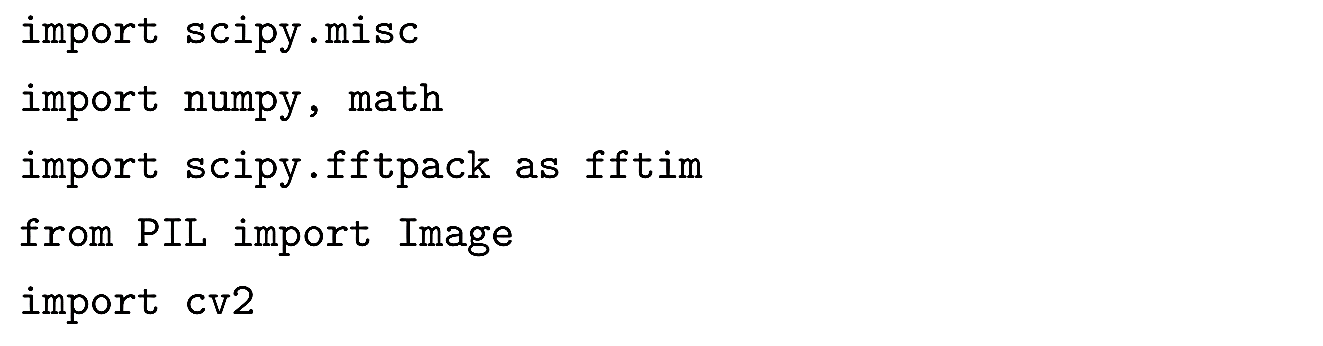 import scipy.misc
import numpy, math
import scipy.fftpack as fftim
from PIL import Image
import cv2